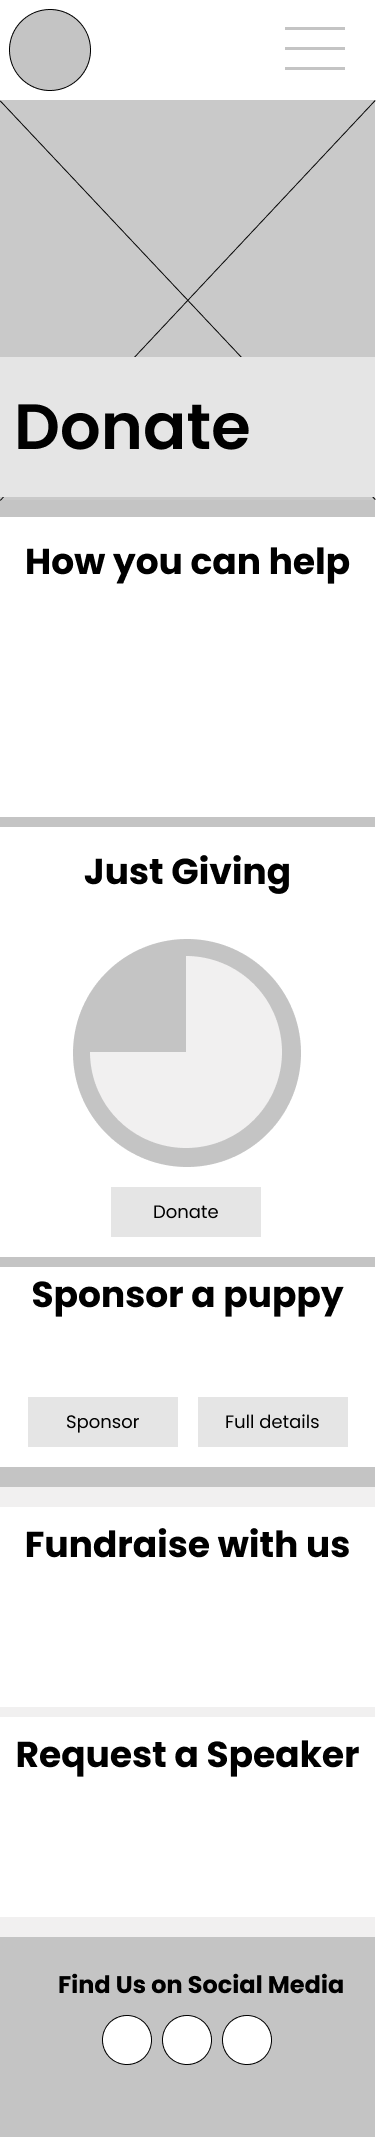 Donate
How you can help
Just Giving
Donate
Sponsor a puppy
Sponsor
Full details
Fundraise with us
Request a Speaker
Find Us on Social Media